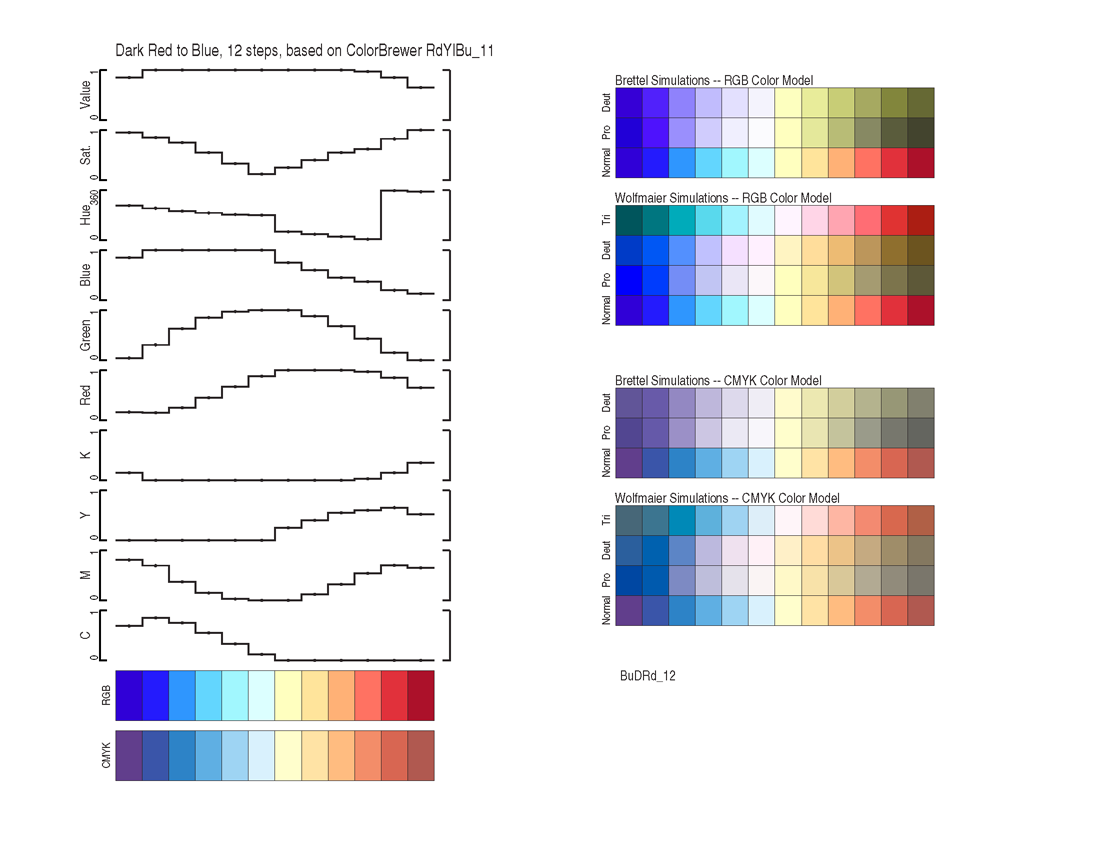 Dark Red to Blue, 12 steps, based on ColorBrewer RdYlBu_11
Value 0 1
Sat. 0 1
Hue 0 360
Blue 0 1
Green 0 1
Red 0 1
K 0 1
Y 0 1
M 0 1
C 0 1
RGB
CMYK
Brettel Simulations -- RGB Color Model
Deut
Pro
Normal
Wolfmaier Simulations -- RGB Color Model
Tri
Deut
Pro
Normal
Brettel Simulations -- CMYK Color Model
Deut
Pro
Normal
Wolfmaier Simulations -- CMYK Color Model
Tri
Deut
Pro
Normal
BuDRd_12